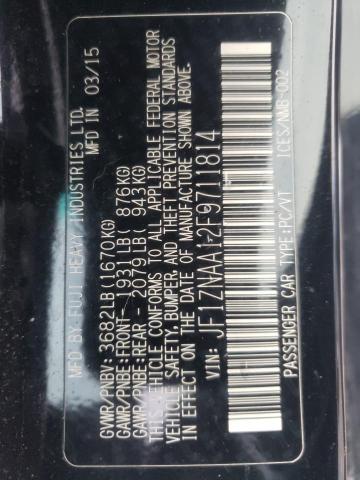 MFD BY FUJI HEAVY INDUSTRIES LTD. 03/15
GVWR/PNBV: 3682LB(1670KG)
GAWR/PNBE:FRONT- 1931LB( 876KG)
GAWR/PNBE:REAR - 2079LB( 943KG)
THIS VEHICLE CONFORMS TO ALL APPLICABLE FEDERAL MOTOR
VEHICLE SAFETY,BUMPER, AND THEFT PREVENTION STANDARDS
IN EFFECT ON THE DATE OF MANUFACTURE SHOWN ABOVE.
VIN: JF1ZNAA12F9711814
PASSENGER CAR TYPE:PC/VT ICES/NMB-002